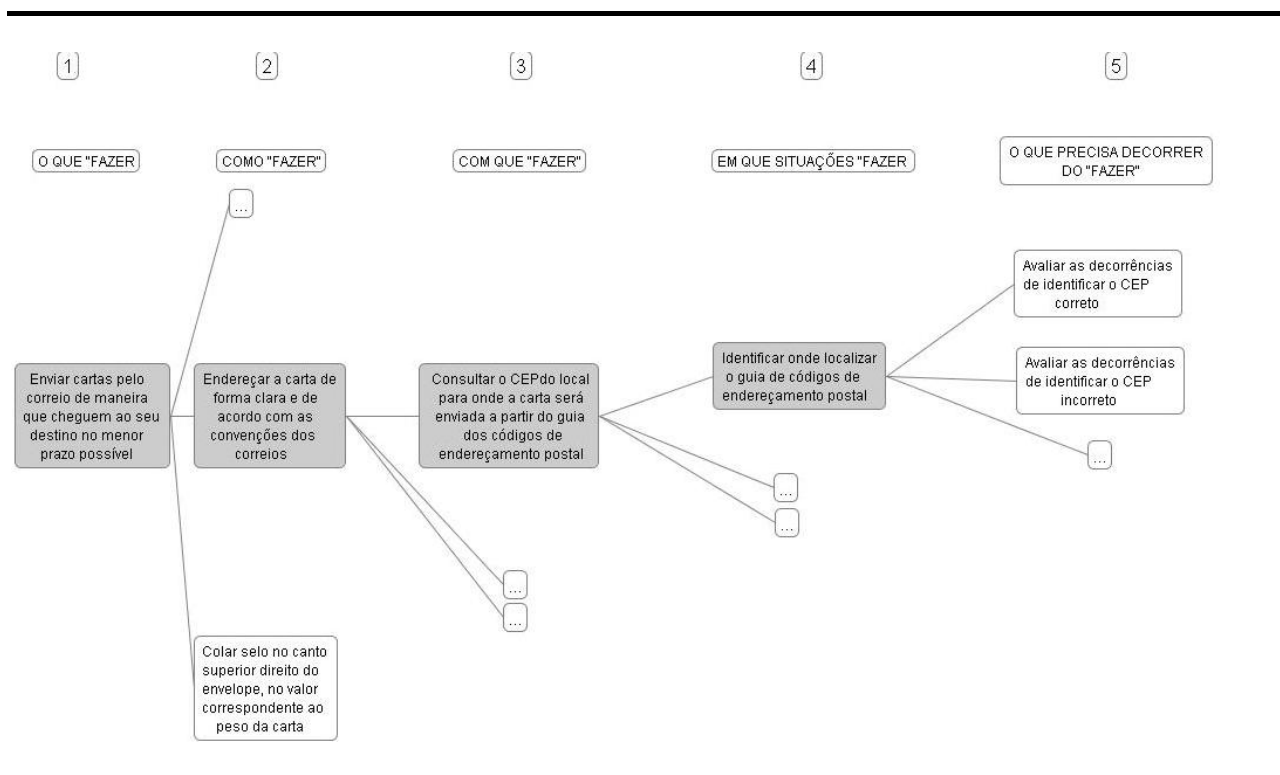 1
2
3
4
5
O QUE "FAZER
COMO "FAZER"
COM QUE "FAZER"
EM QUE SITUAÇÕES "FAZER
O QUE PRECISA DECORRER
DO "FAZER"
...
Enviar cartas pelo
correio de maneira
que cheguem ao seu
destino no menor
prazo possível
Endereçar a carta de
forma clara e de
acordo com as
convenções dos
correios
Colar selo no canto
superior direito do
envelope, no valor
correspondente ao
peso da carta
Consultar o CEPdo local
para onde a carta será
enviada a partir do guia
dos códigos de
endereçamento postal
...
...
Identificar onde localizar
o guia de códigos de
endereçamento postal
...
...
Avaliar as decorrências
de identificar o CEP
correto
Avaliar as decorrências
de identificar o CEP
incorreto
...